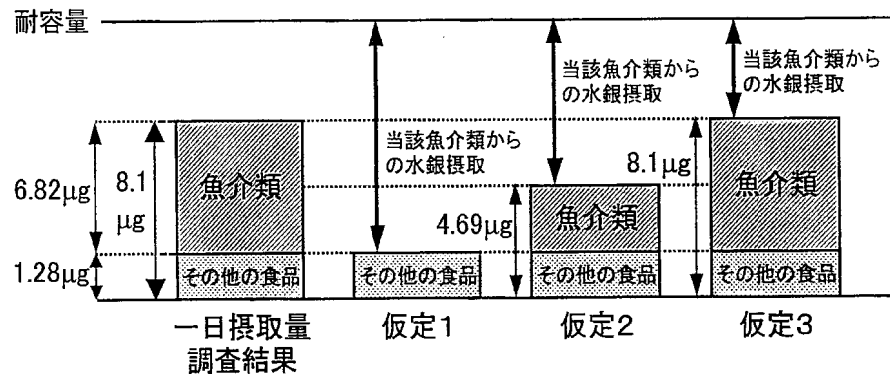 耐容量
当該魚介類から
の水銀摂取
当該魚介類から
の水銀摂取
当該魚介類から
の水銀摂取
6.82μg
8.1
μg
魚介類
4.69μg
魚介類
8.1μg
魚介類
1.28μg
その他の食品
その他の食品
その他の食品
その他の食品
一日摂取量
調査結果
仮定1
仮定2
仮定3